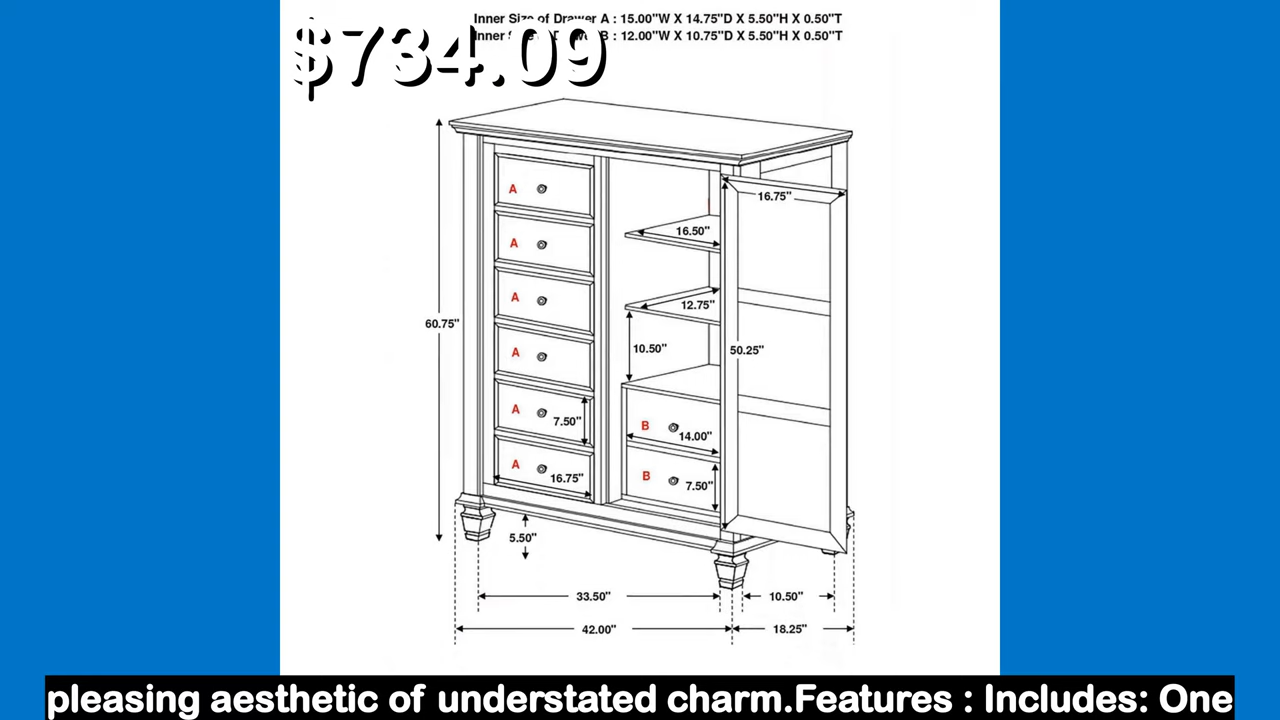 Inner Size of Drawer A : 15.00"W X 14.75"D X 5.50"H X 0.50"T
: 12.00"W X 10.75"D X 5.50"H X 0.50"T
$734.09
A
16.75"
A
16.50"
A
12.75"
60.75"
10.50"
50.25"
A
A
7.50"
B
14.00"
A
16.75"
B
7.50"
5.50"
33.50"
10.50"
42.00"
18.25"
pleasing aesthetic of understated charm.Features : Includes: One